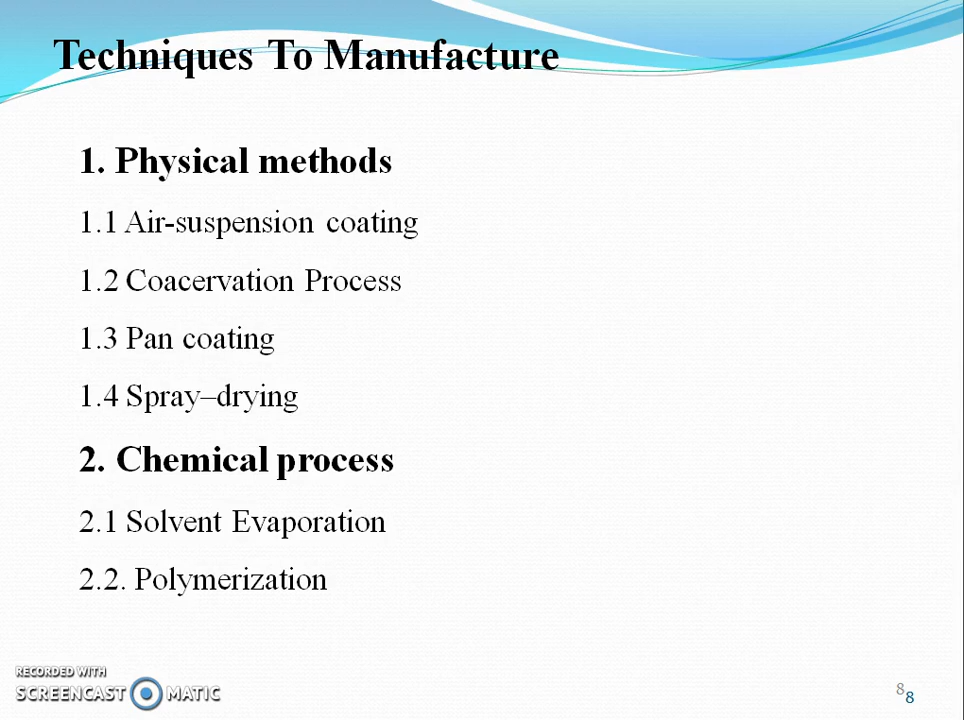 Techniques To Manufacture
1. Physical methods
1.1 Air-suspension coating
1.2 Coacervation Process
1.3 Pan coating
1.4 Spray–drying
2. Chemical process
2.1 Solvent Evaporation
2.2. Polymerization
RECORDED WITH
SCREENCAST MATIC
8
8